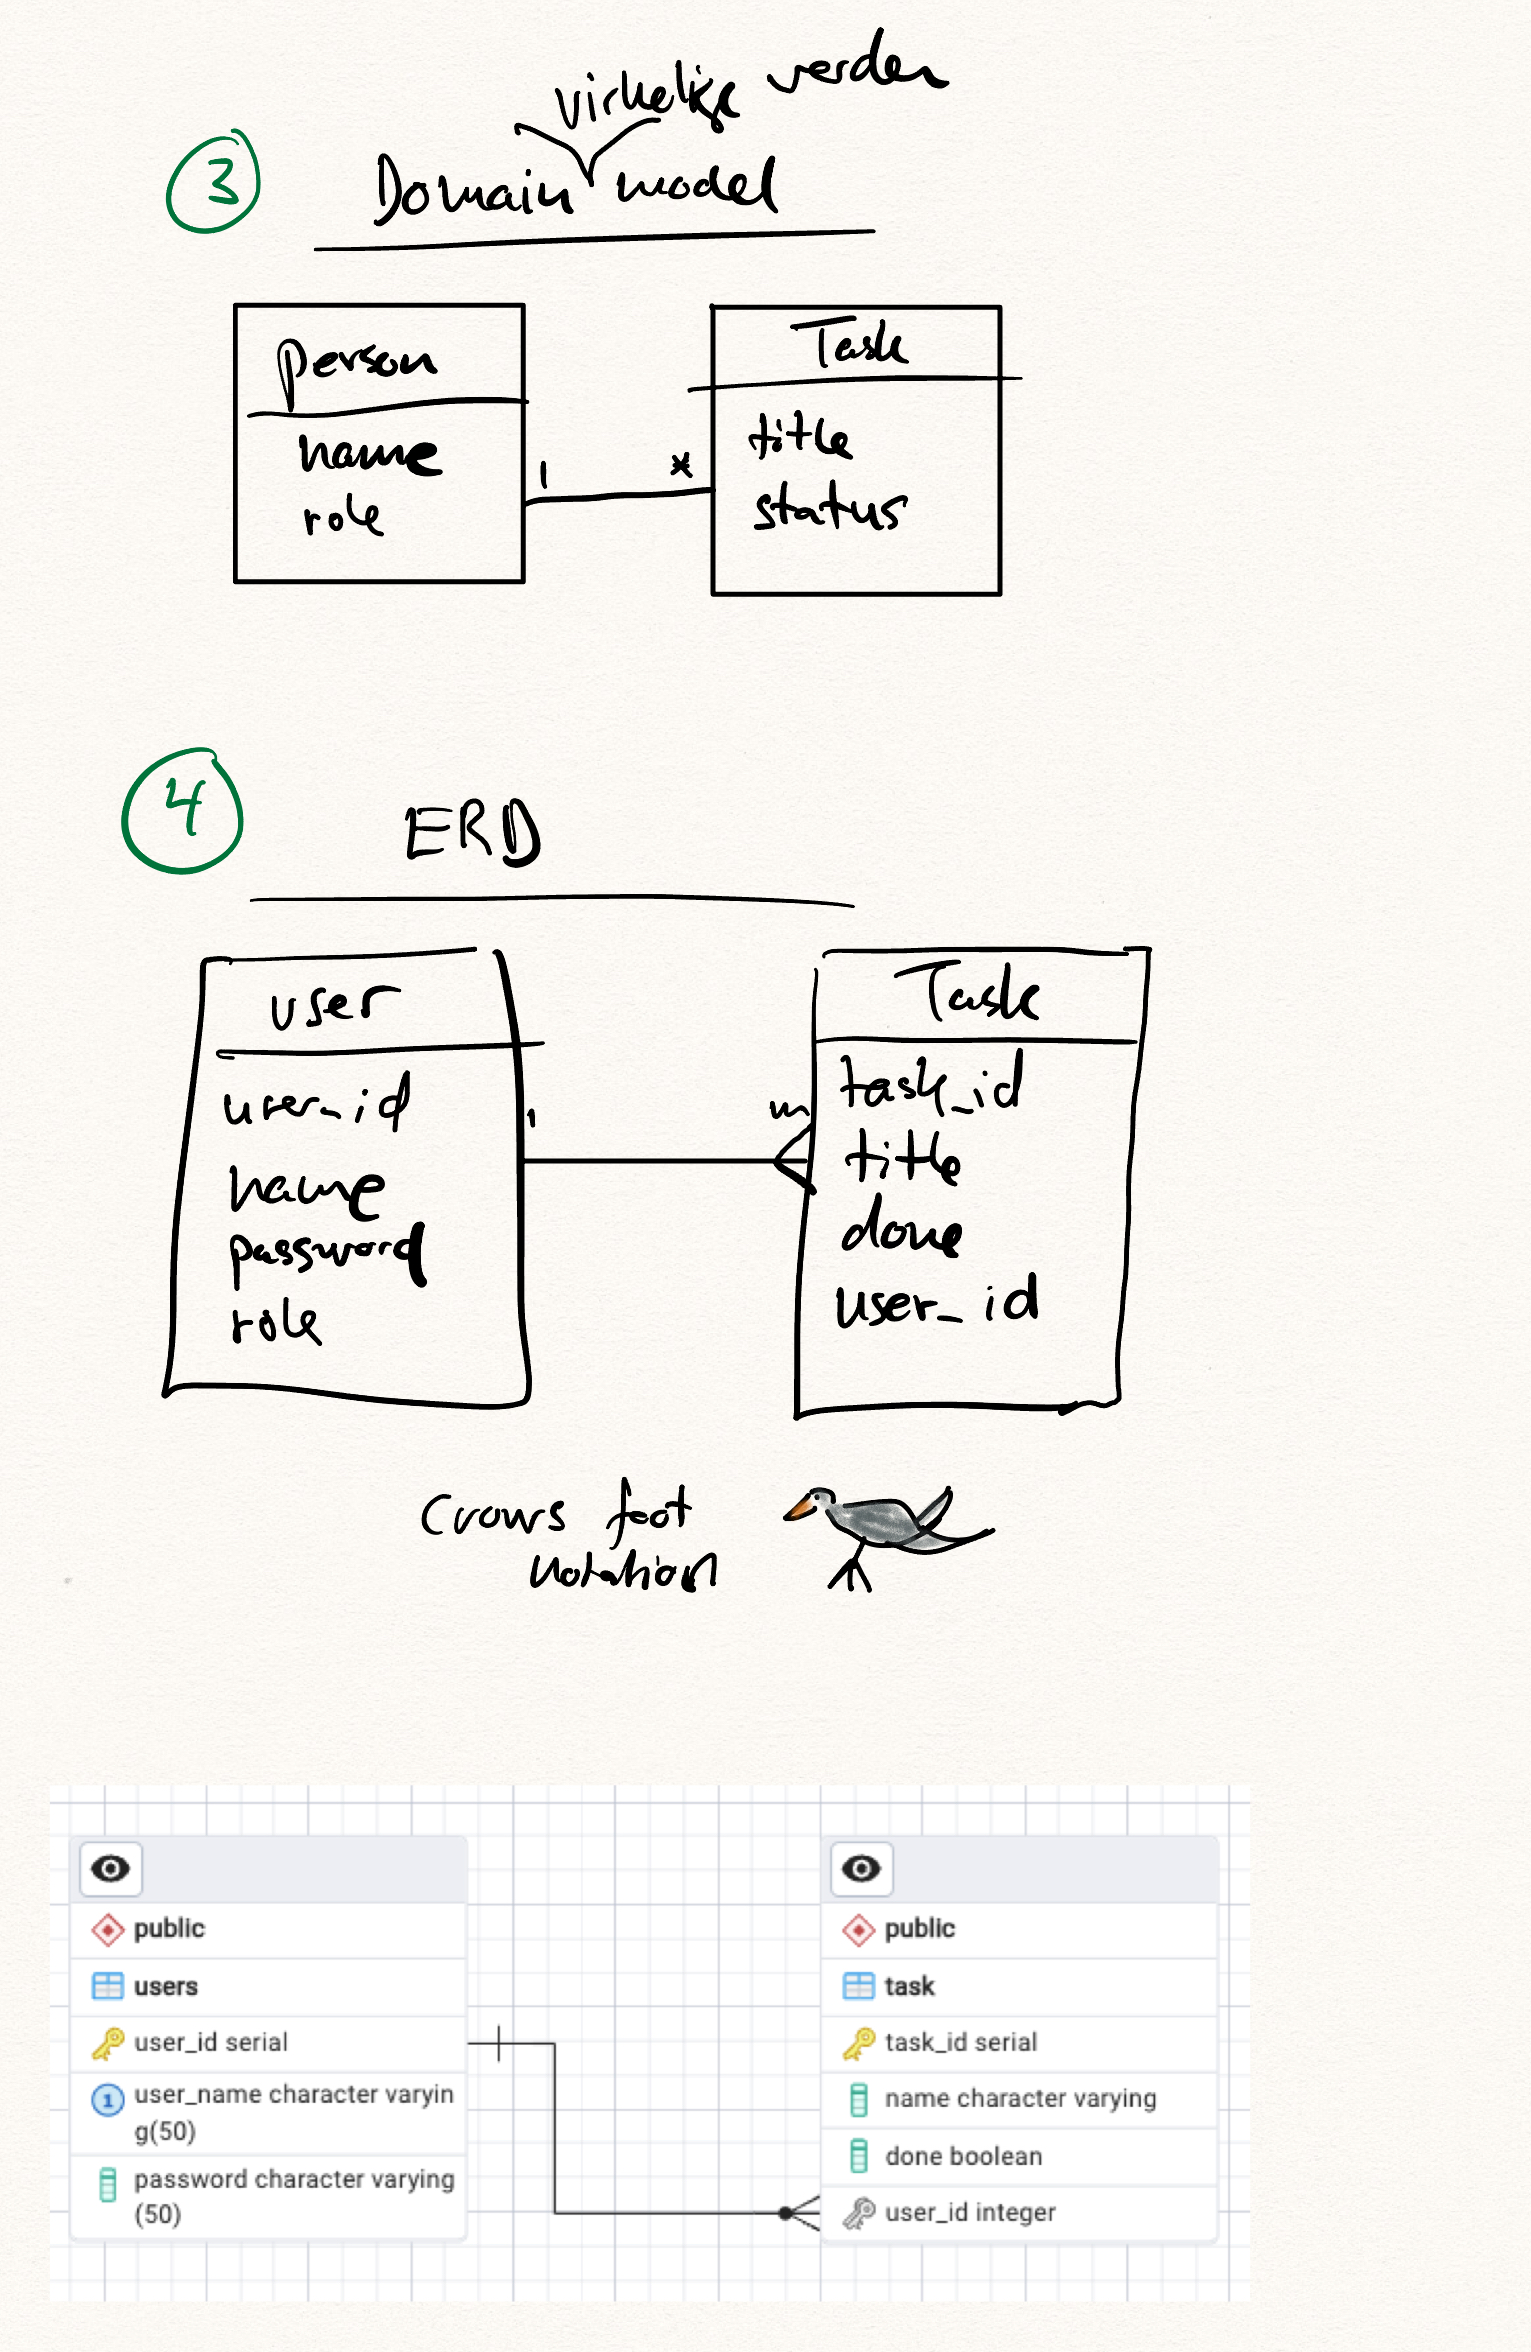 virkelige verden
3
Domain model
person
name
role
1
*
Task
title
status
4
ERD
user
user_id
name
password
role
1
m
Task
task_id
title
done
user_id
Crows foot
notation
public
users
user_id serial
1
user_name character varyin
g(50)
password character varying
(50)
public
task
task_id serial
name character varying
done boolean
user_id integer